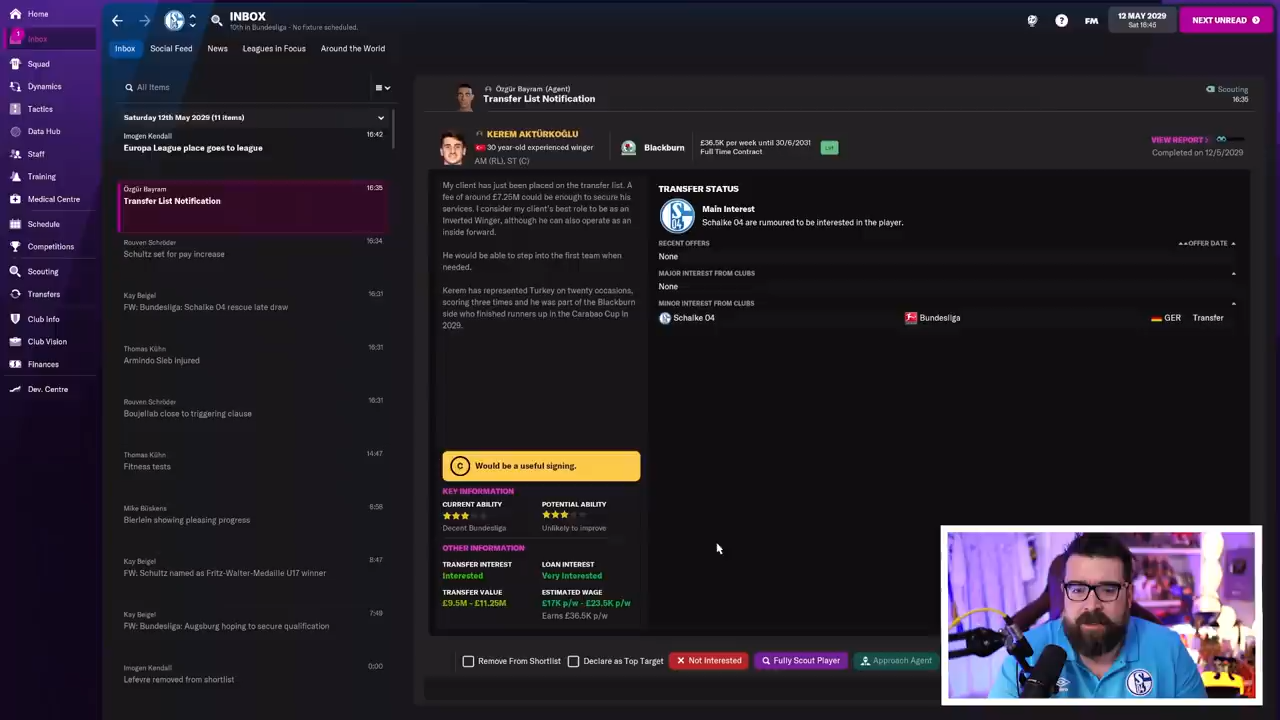 Home
1
Inbox
Squad
Dynamics
Tactics
Data Hub
Staff
Training
Medical Centre
Schedule
Competitions
Scouting
Transfers
Club Info
Club Vision
Finances
Dev. Centre
INBOX
10th in Bundesliga - No fixture scheduled.
FM
12 MAY 2029
Sat 16:45
NEXT UNREAD
Inbox
Social Feed
News
Leagues in Focus
Around the World
All Items
Saturday 12th May 2029 (11 items)
Imogen Kendall
16:42
Europa League place goes to league
Özgür Bayram
16:35
Transfer List Notification
Rouven Schröder
16:34
Schultz set for pay increase
Kay Beigel
16:31
FW: Bundesliga: Schalke 04 rescue late draw
Thomas Kühn
16:31
Armindo Sieb injured
Rouven Schröder
16:31
Boujellab close to triggering clause
Thomas Kühn
14:47
Fitness tests
Mike Büskens
9:58
Bierlein showing pleasing progress
Kay Beigel
8:47
FW: Schultz named as Fritz-Walter-Medaille U17 winner
Kay Beigel
7:49
FW: Bundesliga: Augsburg hoping to secure qualification
Imogen Kendall
0:00
Lefevre removed from shortlist
Özgür Bayram (Agent)
Transfer List Notification
Scouting
16:35
KEREM AKTÜRKOĞLU
30 year-old experienced winger
AM (RL), ST (C)
Blackburn
£36.5K per week until 30/6/2031
Full Time Contract
Lst
VIEW REPORT >
Completed on 12/5/2029
My client has just been placed on the transfer list. A
fee of around £7.25M could be enough to secure his
services. I consider my client's best role to be as an
Inverted Winger, although he can also operate as an
inside forward.
He would be able to step into the first team when
needed.
Kerem has represented Turkey on twenty occasions,
scoring three times and he was part of the Blackburn
side who finished runners up in the Carabao Cup in
2029.
C
Would be a useful signing.
KEY INFORMATION
CURRENT ABILITY
POTENTIAL ABILITY
Decent Bundesliga
Unlikely to improve
OTHER INFORMATION
TRANSFER INTEREST
LOAN INTEREST
Interested
Very Interested
TRANSFER VALUE
ESTIMATED WAGE
£9.5M - £11.25M
£17K p/w - £23.5K p/w
Earns £36.5K p/w
TRANSFER STATUS
Main Interest
Schalke 04 are rumoured to be interested in the player.
RECENT OFFERS
OFFER DATE
None
MAJOR INTEREST FROM CLUBS
None
MINOR INTEREST FROM CLUBS
Schalke 04
Bundesliga
GER
Transfer
Remove From Shortlist
Declare as Top Target
Not Interested
Fully Scout Player
Approach Agent